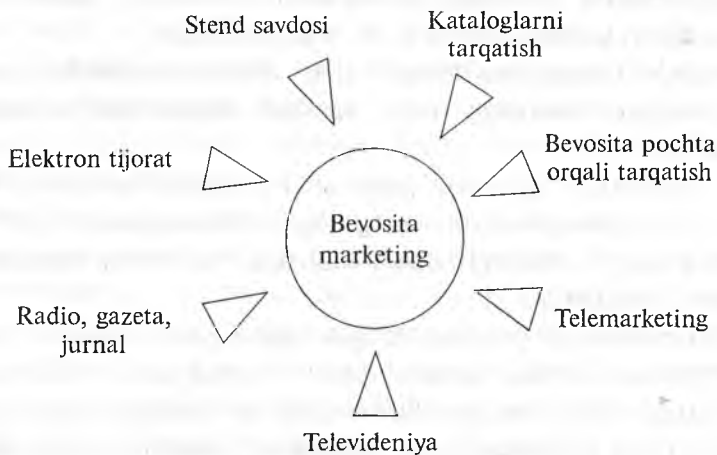 Stend savdosi
Kataloglarni
tarqatish
Elektron tijorat
Bevosita pochta
orqali tarqatish
Bevosita
marketing
Radio, gazeta,
jurnal
Telemarketing
Televideniya